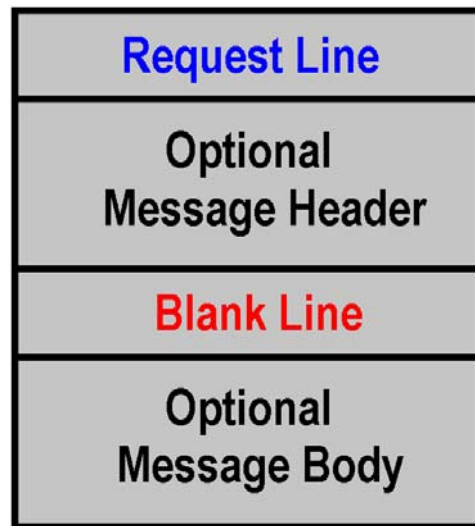 Request Line
Optional
Message Header
Blank Line
Optional
Message Body